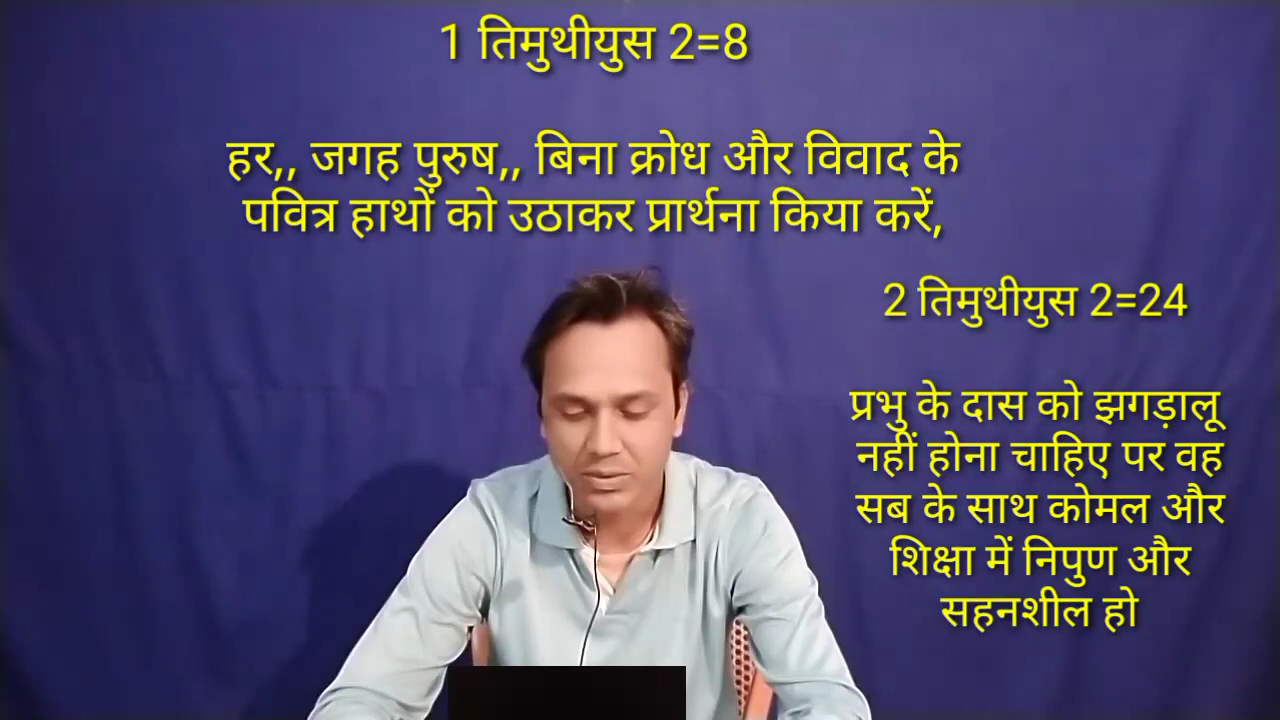 1 तिमुथीयुस 2=8
हर,, जगह पुरुष,, बिना क्रोध और विवाद के
पवित्र हाथों को उठाकर प्रार्थना किया करें,
2 तिमुथीयुस 2=24
प्रभु के दास को झगड़ालू
नहीं होना चाहिए पर वह
सब के साथ कोमल और
शिक्षा में निपुण और
सहनशील हो